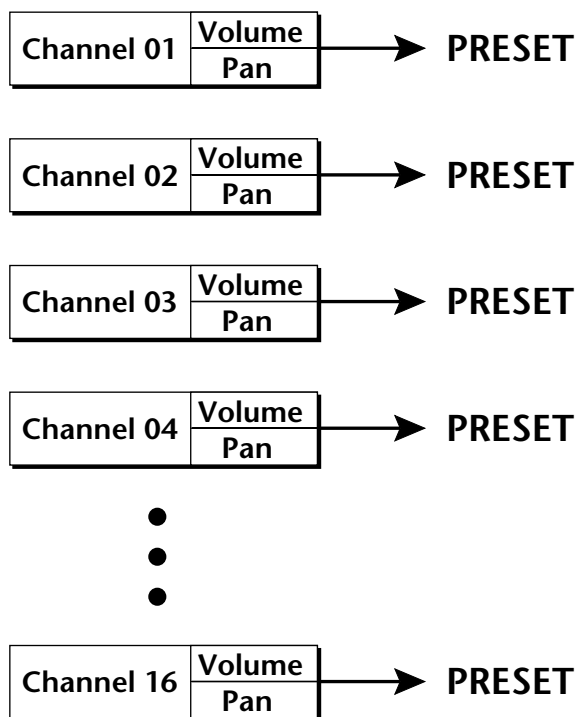 Channel 01 Volume PRESET
Pan
Channel 02 Volume PRESET
Pan
Channel 03 Volume PRESET
Pan
Channel 04 Volume PRESET
Pan
Channel 16 Volume PRESET
Pan